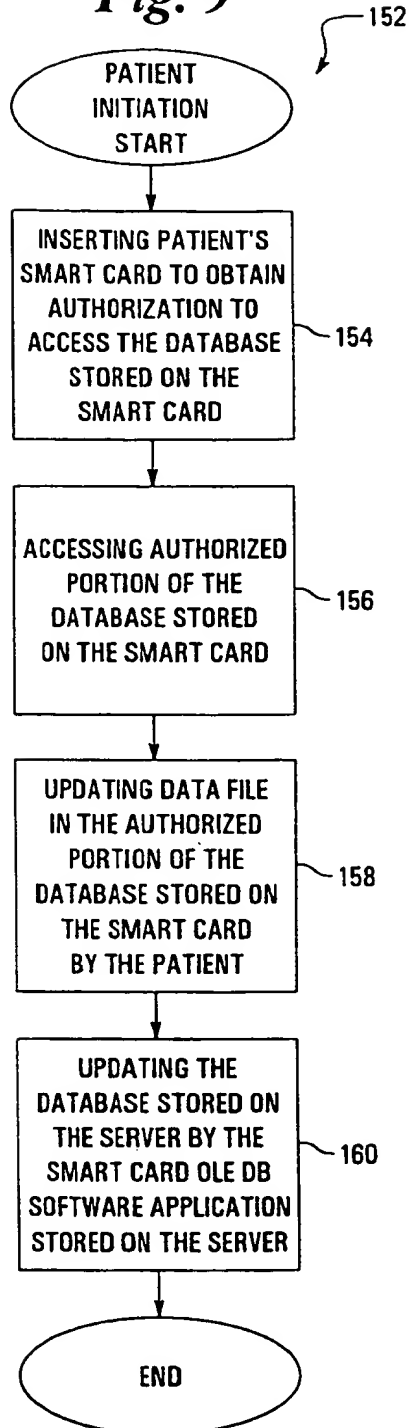 Fig.
152
PATIENT
INITIATION
START
INSERTING PATIENT'S
SMART CARD TO OBTAIN
AUTHORIZATION TO
ACCESS THE DATABASE
STORED ON THE
SMART CARD
154
ACCESSING AUTHORIZED
PORTION OF THE
DATABASE STORED
ON THE SMART CARD
156
UPDATING DATA FILE
IN THE AUTHORIZED
PORTION OF THE
DATABASE STORED ON
THE SMART CARD
BY THE PATIENT
158
UPDATING THE
DATABASE STORED ON
THE SERVER BY THE
SMART CARD OLE DB
SOFTWARE APPLICATION
STORED ON THE SERVER
160
END